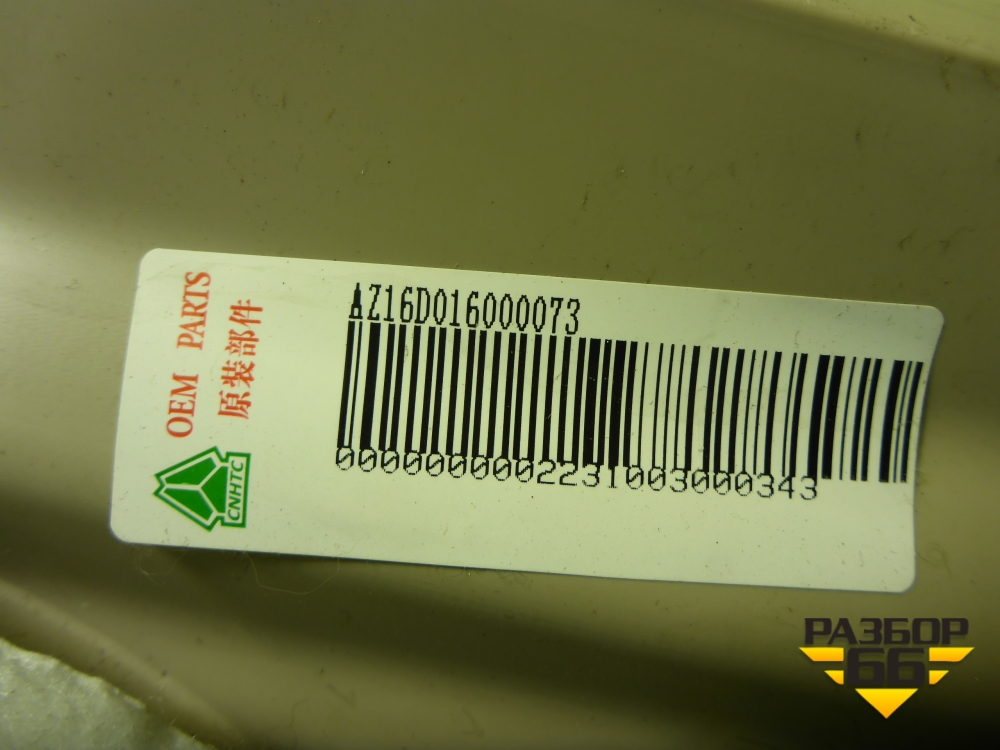 OEM PARTS
原装部件
CNHTC
AZ16D016000073
0000000002231003000343
РАЗБОР
66